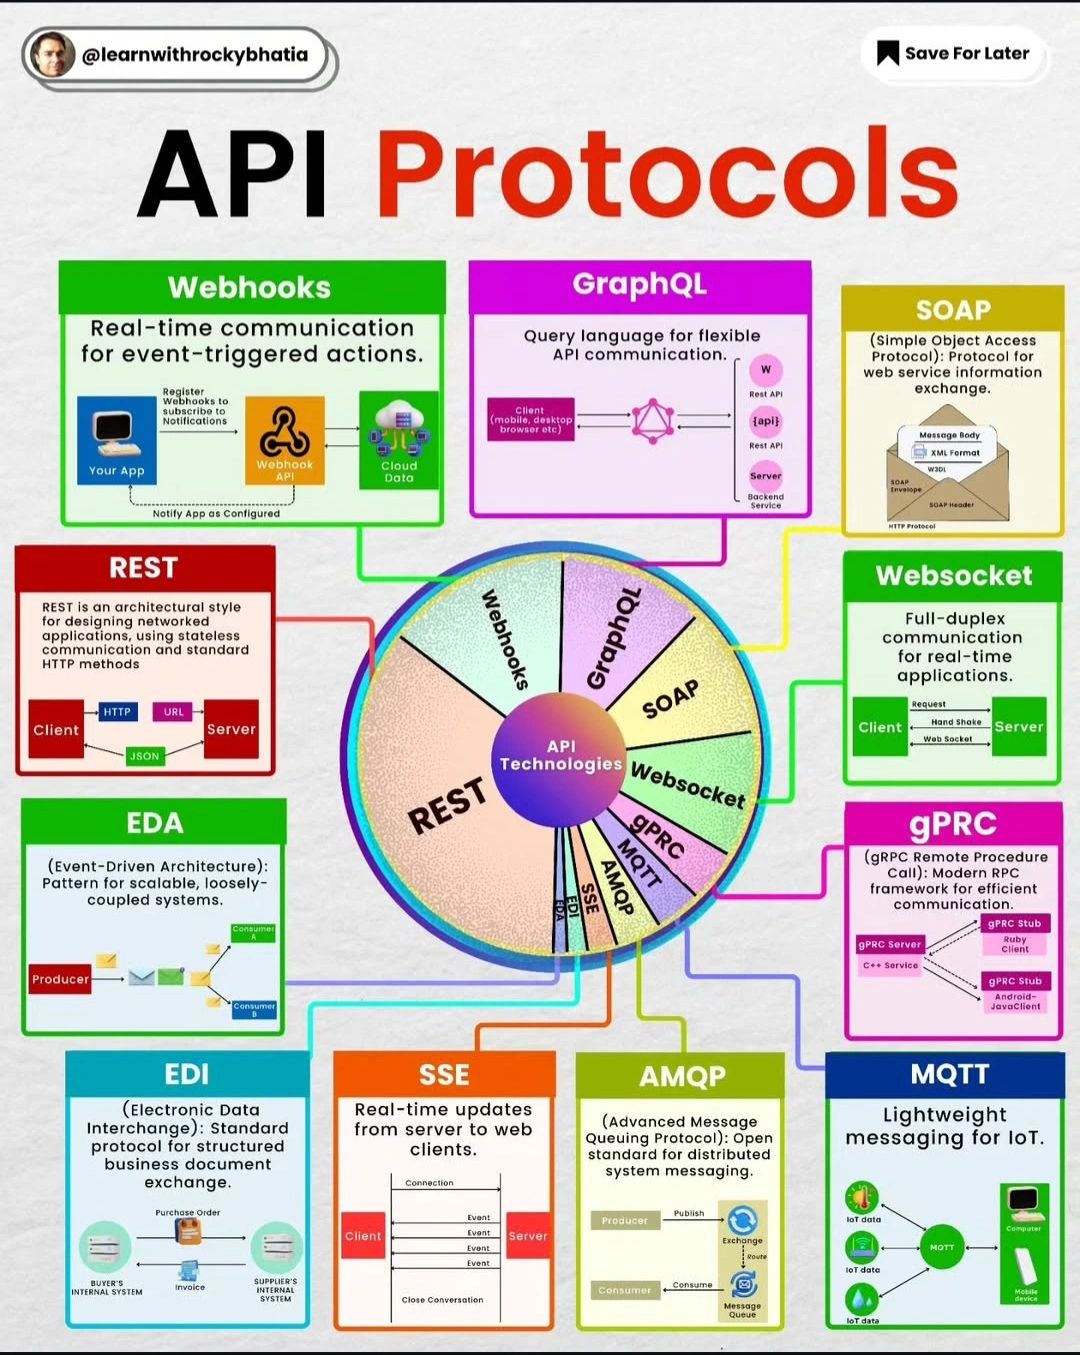 @learnwithrockybhatia
Save For Later
API Protocols
Webhooks
Real-time communication
for event-triggered actions.
Register
Webhooks to
subscribe to
Notifications
Your App
Webhook
API
Cloud
Data
Notify App as Configured
GraphQL
Query language for flexible
API communication.
Client
(mobile, desktop
browser etc)
W
Rest API
{api}
Rest API
Server
Backend
Service
SOAP
(Simple Object Access
Protocol): Protocol for
web service information
exchange.
Message Body
XML Format
W3DL
SOAP
Envelope
SOAP Header
HTTP Protocol
REST
REST is an architectural style
for designing networked
applications, using stateless
communication and standard
HTTP methods
Client
HTTP
URL
Server
JSON
Websocket
Full-duplex
communication
for real-time
applications.
Client
Request
Hand Shake
Web Socket
Server
API
Technologies
Webhooks
GraphQL
SOAP
Websocket
gPRC
MQTT
AMQP
SSE
EDI
EDA
REST
EDA
(Event-Driven Architecture):
Pattern for scalable, loosely-
coupled systems.
Producer
Consumer
A
Consumer
B
gPRC
(gRPC Remote Procedure
Call): Modern RPC
framework for efficient
communication.
gPRC Server
C++ Service
gPRC Stub
Ruby
Client
gPRC Stub
Android-
JavaClient
EDI
(Electronic Data
Interchange): Standard
protocol for structured
business document
exchange.
Purchase Order
Invoice
BUYER'S
INTERNAL SYSTEM
SUPPLIER'S
INTERNAL
SYSTEM
SSE
Real-time updates
from server to web
clients.
Connection
Client
Event
Event
Event
Event
Server
Close Conversation
AMQP
(Advanced Message
Queuing Protocol): Open
standard for distributed
system messaging.
Producer
Publish
Exchange
Route
Consumer
Consume
Message
Queue
MQTT
Lightweight
messaging for IoT.
IoT data
IoT data
IoT data
MOTT
Computer
Mobile
device